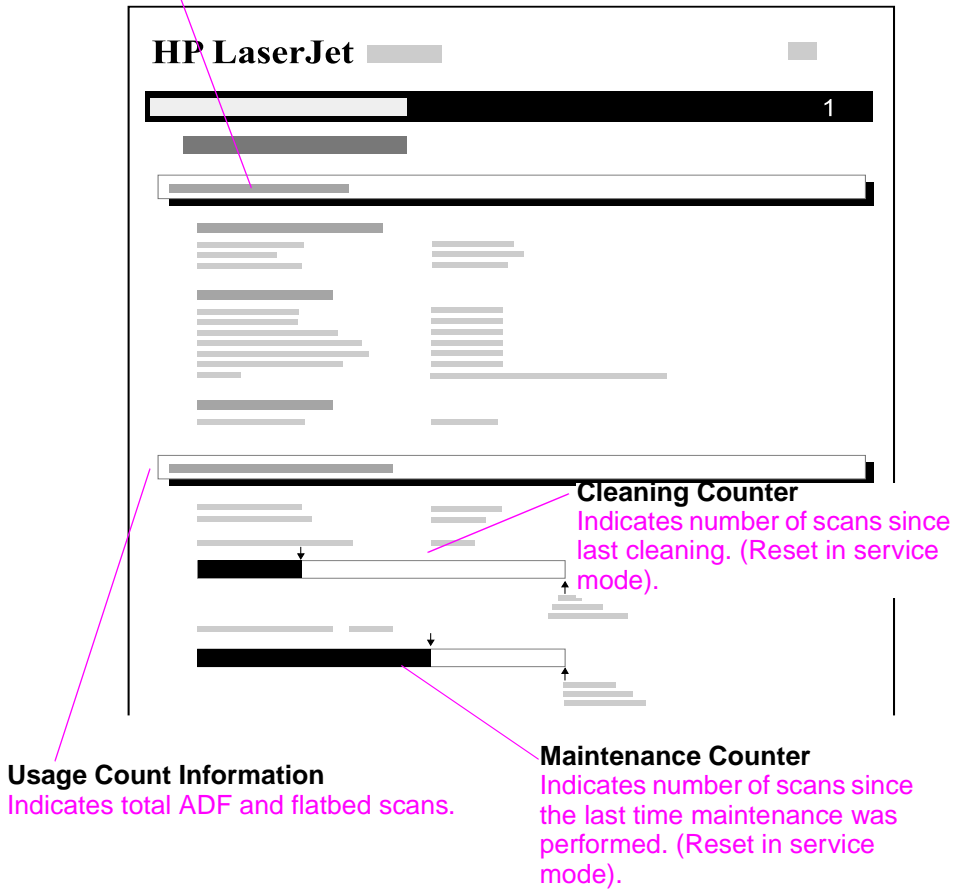 HP LaserJet
1
Cleaning Counter
Indicates number of scans since
last cleaning. (Reset in service
mode).
Usage Count Information
Indicates total ADF and flatbed scans.
Maintenance Counter
Indicates number of scans since
the last time maintenance was
performed. (Reset in service
mode).